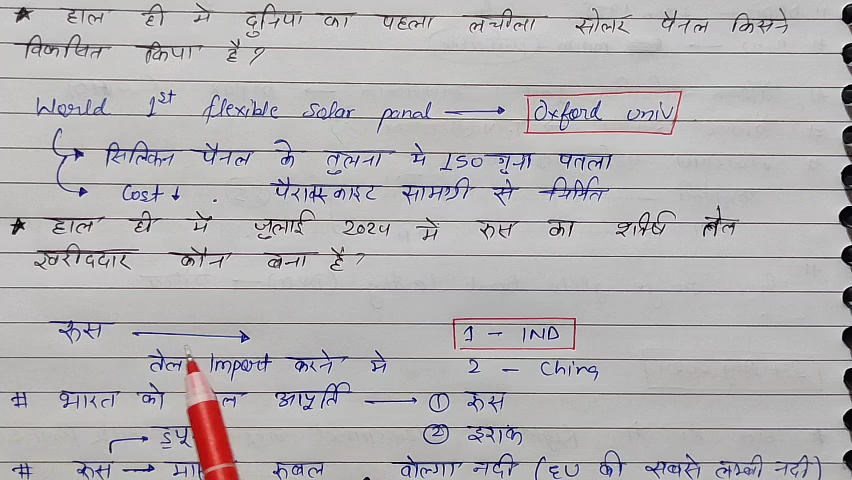 ★ हाल ही में दुनिया का पहला लचीला सोलर पैनल किसने
विकसित किया है?
World 1st flexible solar panal → Oxford Univ.
→ सिलिकन पैनल के तुलना मे 150 गुना पतला
→ Cost ↓ . पैराव्स्काइट सामग्री से निर्मित
★ हाल ही में जुलाई 2024 में रूस का शीर्ष तेल
खरीददार कौन बना है?
रूस → 1 - IND
तेल Import करने मे 2 - China
# भारत को आपूर्ति → ① रूस
② इराक
# रूस → रुबल . वोल्गा नदी (EU की सबसे लम्बी नदी)